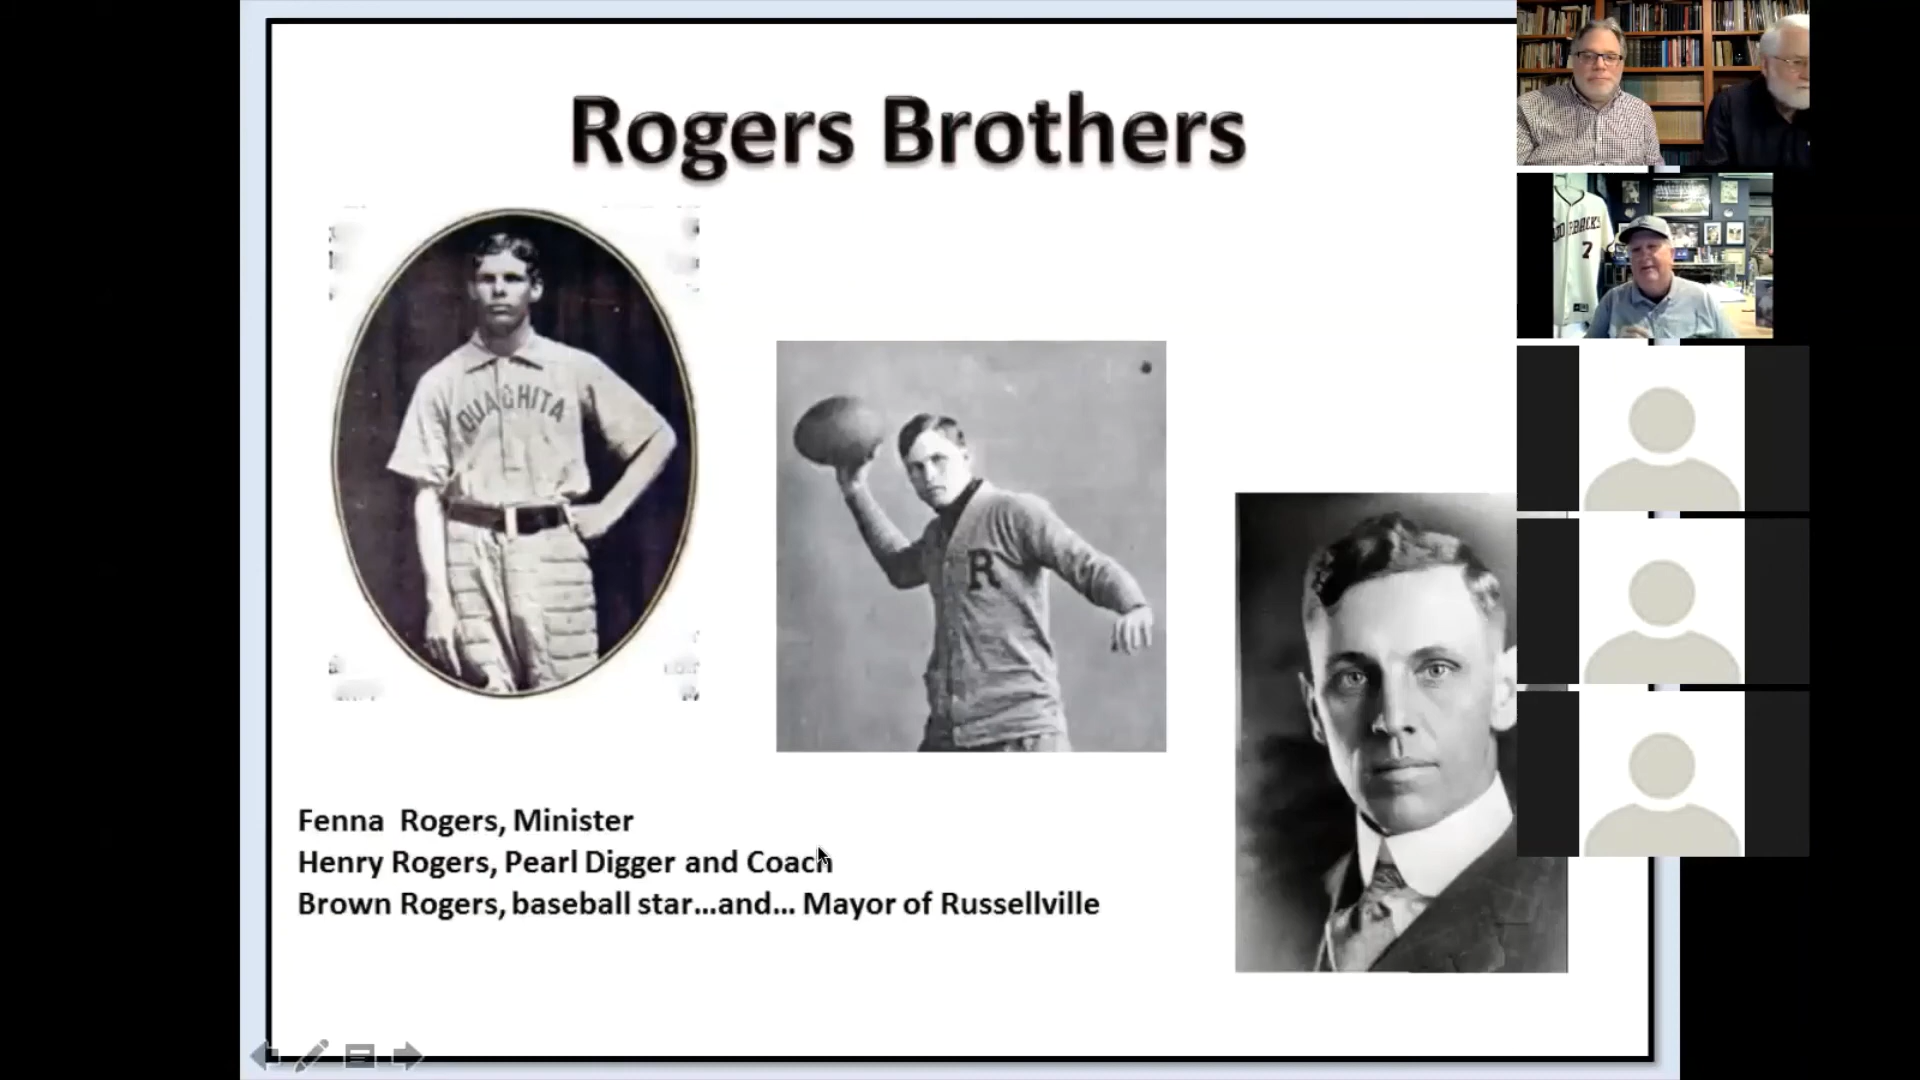 Rogers Brothers
OUACHITA
R
Fenna Rogers, Minister
Henry Rogers, Pearl Digger and Coach
Brown Rogers, baseball star...and... Mayor of Russellville
7